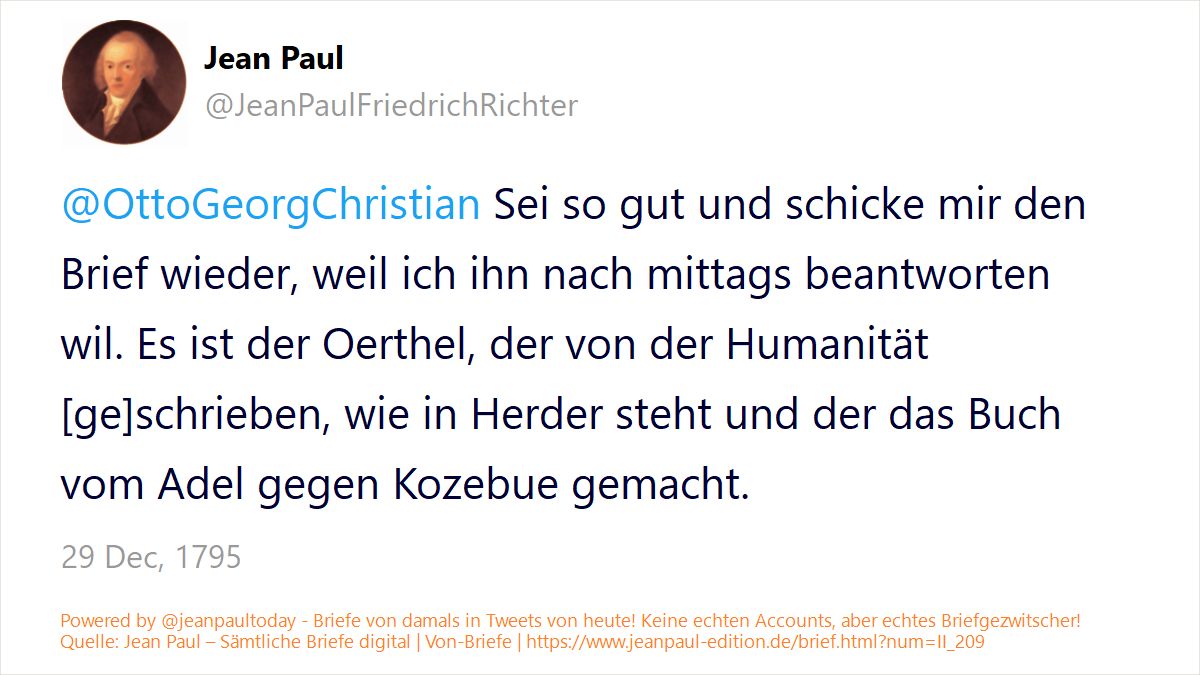 Jean Paul
@JeanPaulFriedrichRichter
@OttoGeorgChristian Sei so gut und schicke mir den
Brief wieder, weil ich ihn nach mittags beantworten
wil. Es ist der Oerthel, der von der Humanität
[ge]schrieben, wie in Herder steht und der das Buch
vom Adel gegen Kozebue gemacht.
29 Dec, 1795
Powered by @jeanpaultoday - Briefe von damals in Tweets von heute! Keine echten Accounts, aber echtes Briefgezwitscher!
Quelle: Jean Paul – Sämtliche Briefe digital | Von-Briefe | https://www.jeanpaul-edition.de/brief.html?num=II_209